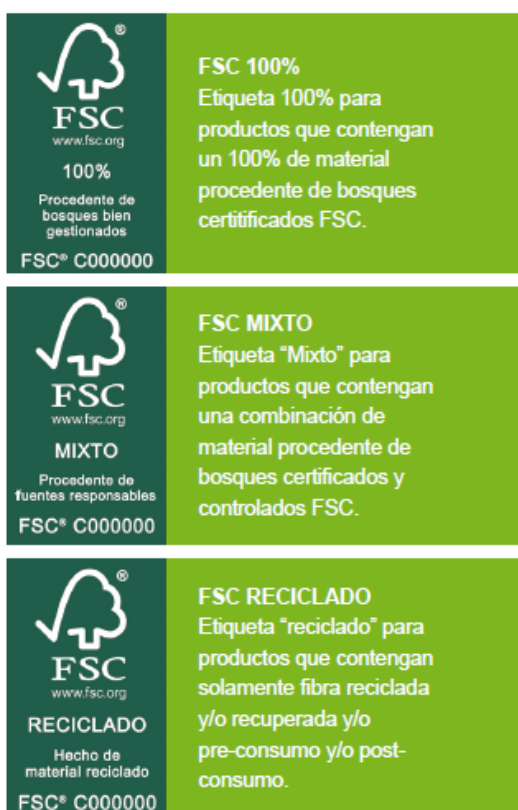 ®
FSC
www.fsc.org
100%
Procedente de
bosques bien
gestionados
FSC® C000000
FSC 100%
Etiqueta 100% para
productos que contengan
un 100% de material
procedente de bosques
certitificados FSC.
®
FSC
www.fsc.org
MIXTO
Procedente de
fuentes responsables
FSC® C000000
FSC MIXTO
Etiqueta “Mixto” para
productos que contengan
una combinación de
material procedente de
bosques certificados y
controlados FSC.
®
FSC
www.fsc.org
RECICLADO
Hecho de
material reciclado
FSC® C000000
FSC RECICLADO
Etiqueta “reciclado” para
productos que contengan
solamente fibra reciclada
y/o recuperada y/o
pre-consumo y/o post-
consumo.